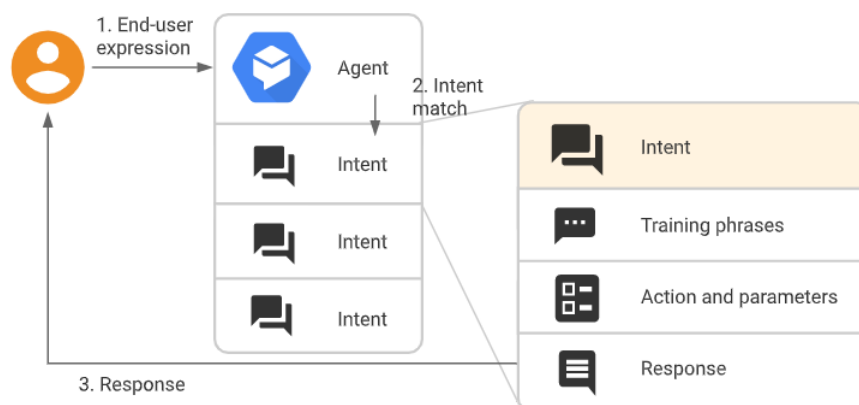 1. End-user
expression
Agent
2. Intent
match
Intent
Intent
Intent
Intent
Training phrases
Action and parameters
Response
3. Response